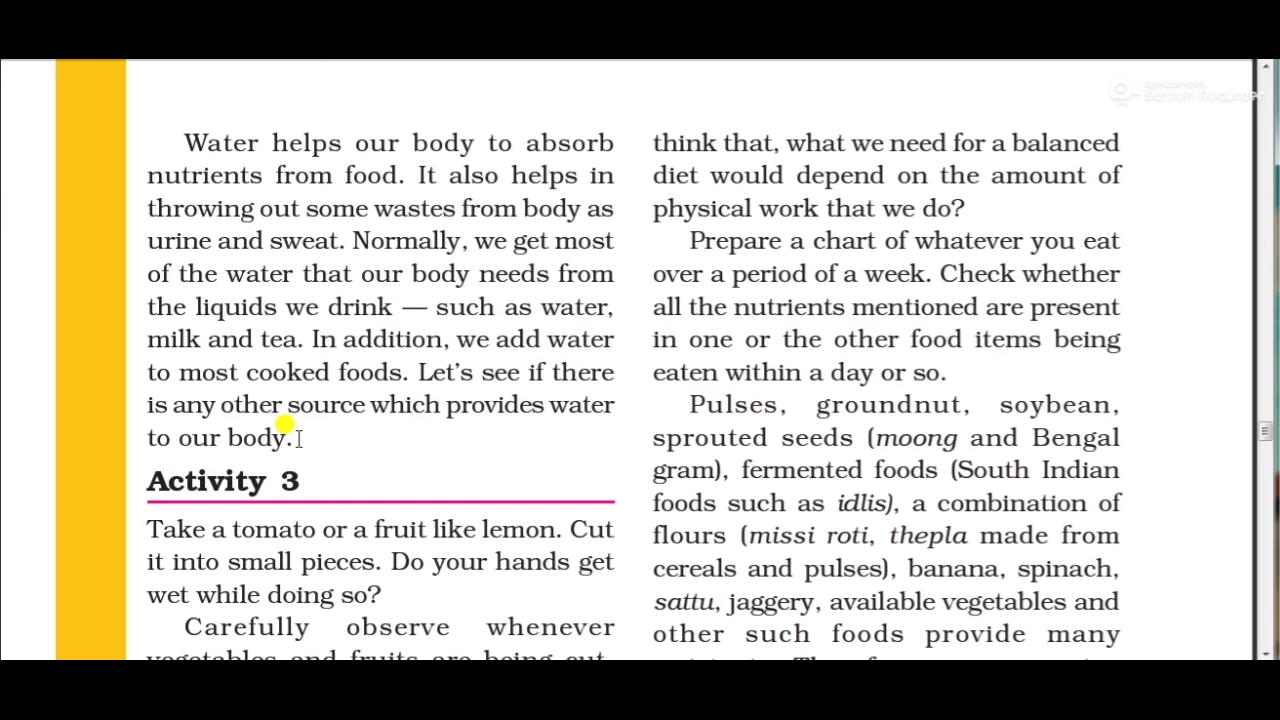 Water helps our body to absorb
nutrients from food. It also helps in
throwing out some wastes from body as
urine and sweat. Normally, we get most
of the water that our body needs from
the liquids we drink — such as water,
milk and tea. In addition, we add water
to most cooked foods. Let's see if there
is any other source which provides water
to our body.
Activity 3
Take a tomato or a fruit like lemon. Cut
it into small pieces. Do your hands get
wet while doing so?
Carefully observe whenever
vegetables and fruits are being cut,
think that, what we need for a balanced
diet would depend on the amount of
physical work that we do?
Prepare a chart of whatever you eat
over a period of a week. Check whether
all the nutrients mentioned are present
in one or the other food items being
eaten within a day or so.
Pulses, groundnut, soybean,
sprouted seeds (moong and Bengal
gram), fermented foods (South Indian
foods such as idlis), a combination of
flours (missi roti, thepla made from
cereals and pulses), banana, spinach,
sattu, jaggery, available vegetables and
other such foods provide many
Screen Recorder